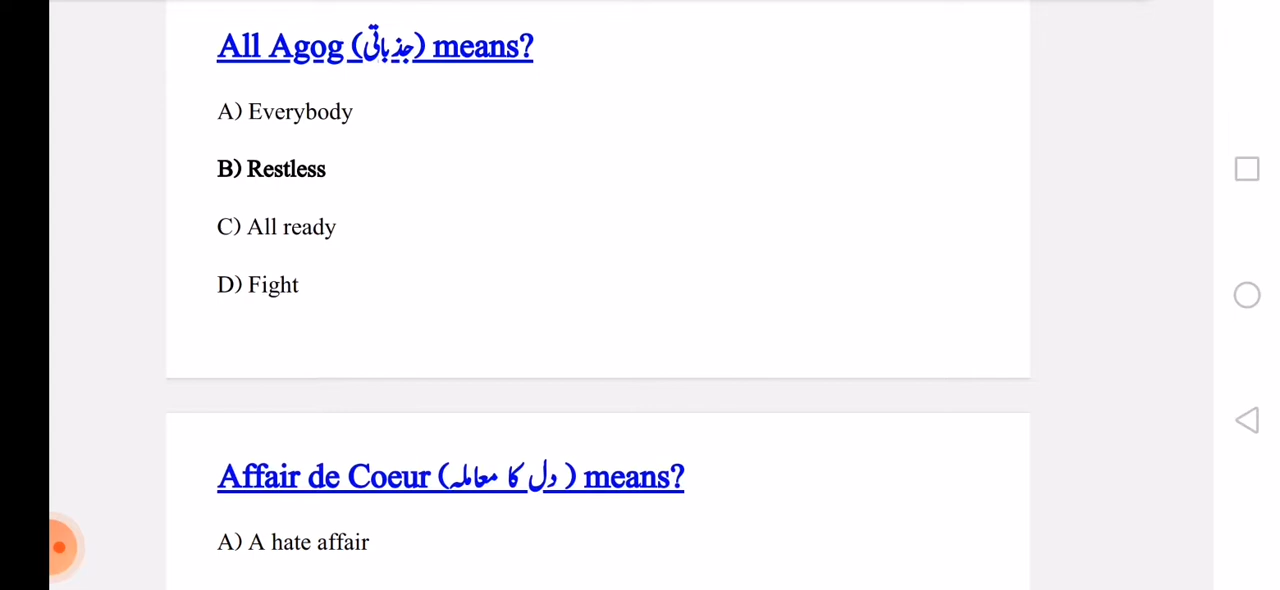 All Agog (جذباتی) means?
A) Everybody
B) Restless
C) All ready
D) Fight
Affair de Coeur (دل کا معاملہ) means?
A) A hate affair